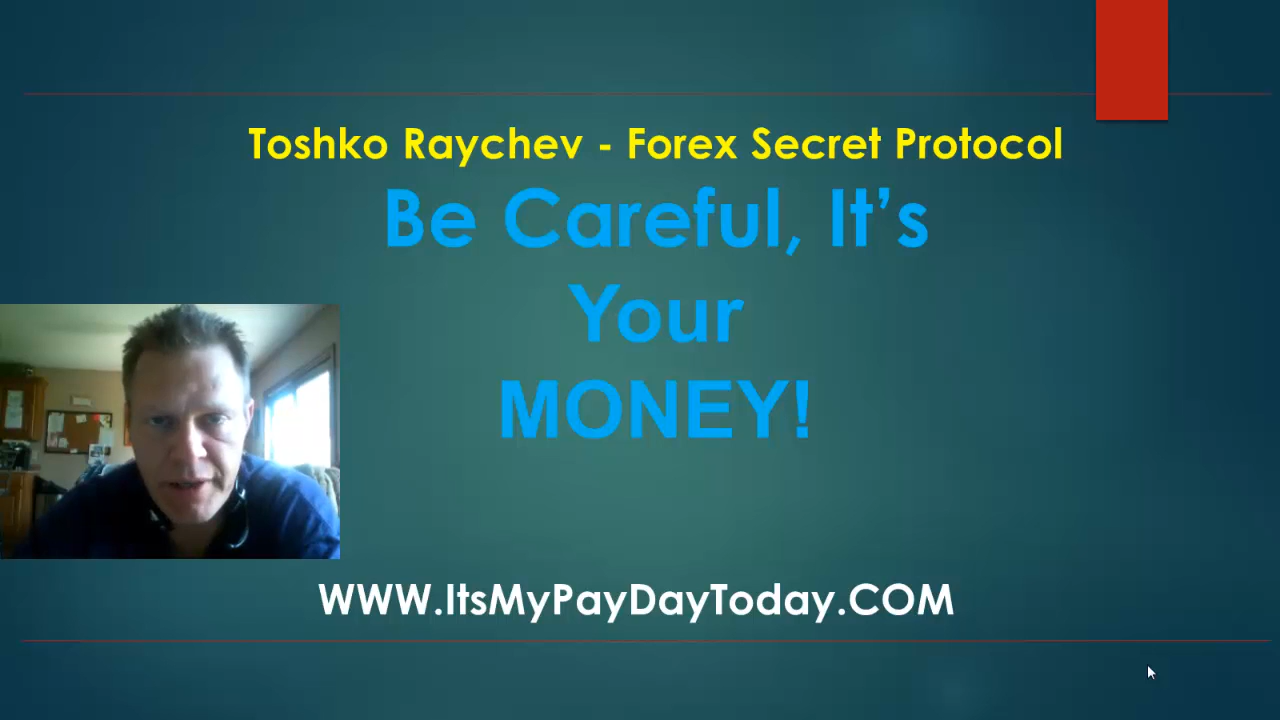 Toshko Raychev - Forex Secret Protocol
Be Careful, It’s
Your
MONEY!
WWW.ItsMyPayDayToday.COM